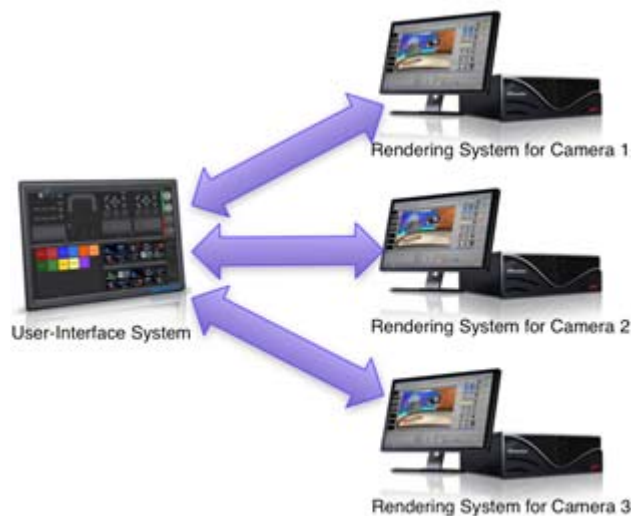 Rendering System for Camera 1
User-Interface System
Rendering System for Camera 2
Rendering System for Camera 3